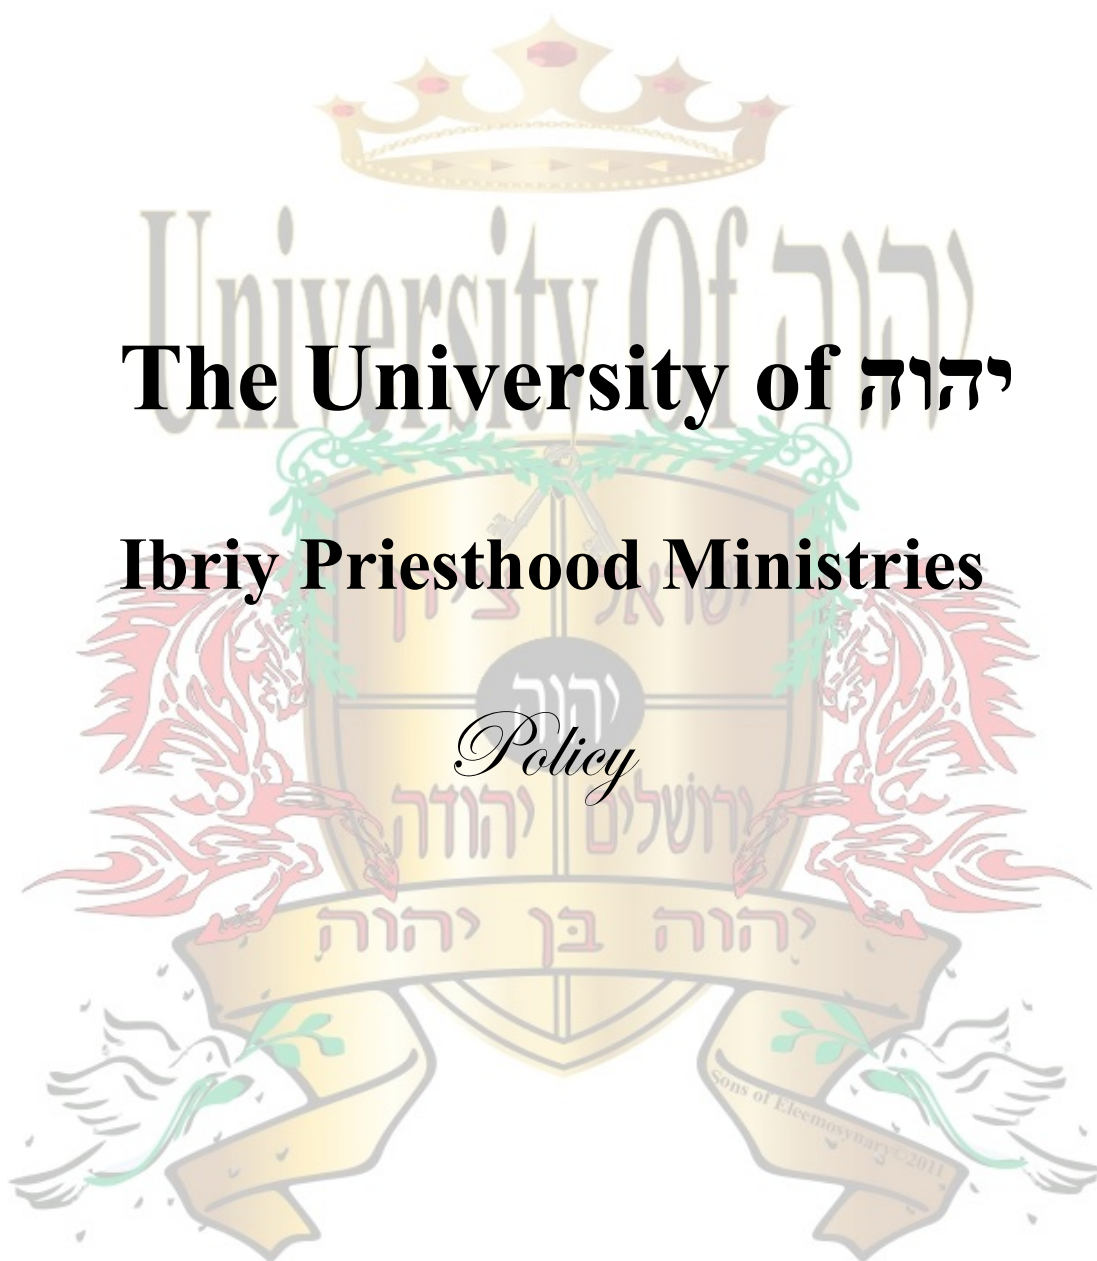 University Of יהוה
The University of יהוה
Ibriy Priesthood Ministries
ישראל ציון
יהוה
Policy
ירושלים יהודה
יהוה בן יהוה
Sons of Eleemosynary©2011